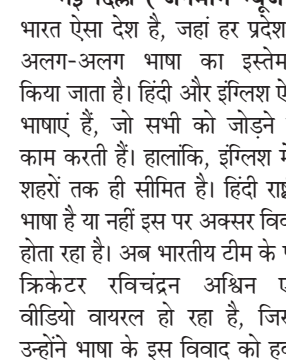 भारत ऐसा देश है, जहां हर प्रदेश
अलग-अलग भाषा का
किया जाता है। हिंदी और इंग्लिश
भाषाएं हैं, जो सभी को जोड़ने
काम करती हैं। हालांकि, इंग्लिश
शहरों तक ही सीमित है। हिंदी
भाषा है या नहीं इस पर अक्सर
होता रहा है। अब भारतीय टीम के
क्रिकेटर रविचंद्रन अश्विन
वीडियो वायरल हो रहा है,
उन्होंने भाषा के इस विवाद को